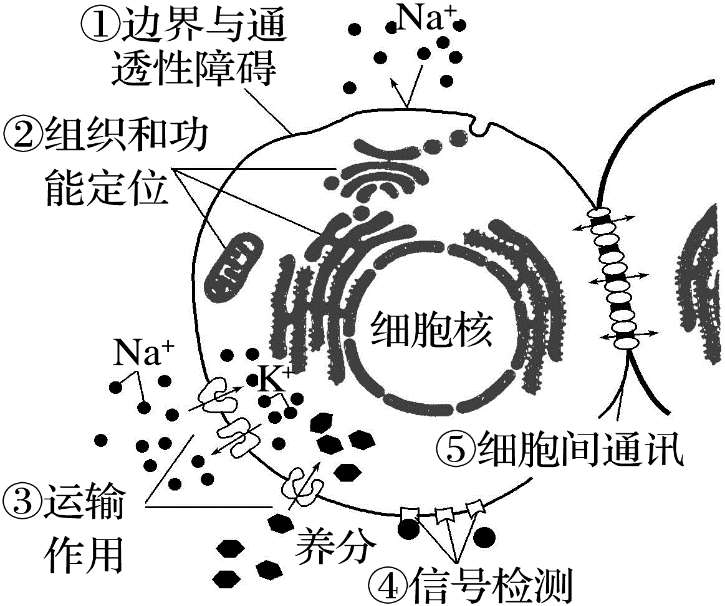 ①边界与通
透性障碍
Na⁺
②组织和功
能定位
细胞核
Na⁺
K⁺
⑤细胞间通讯
③运输
作用
养分
④信号检测